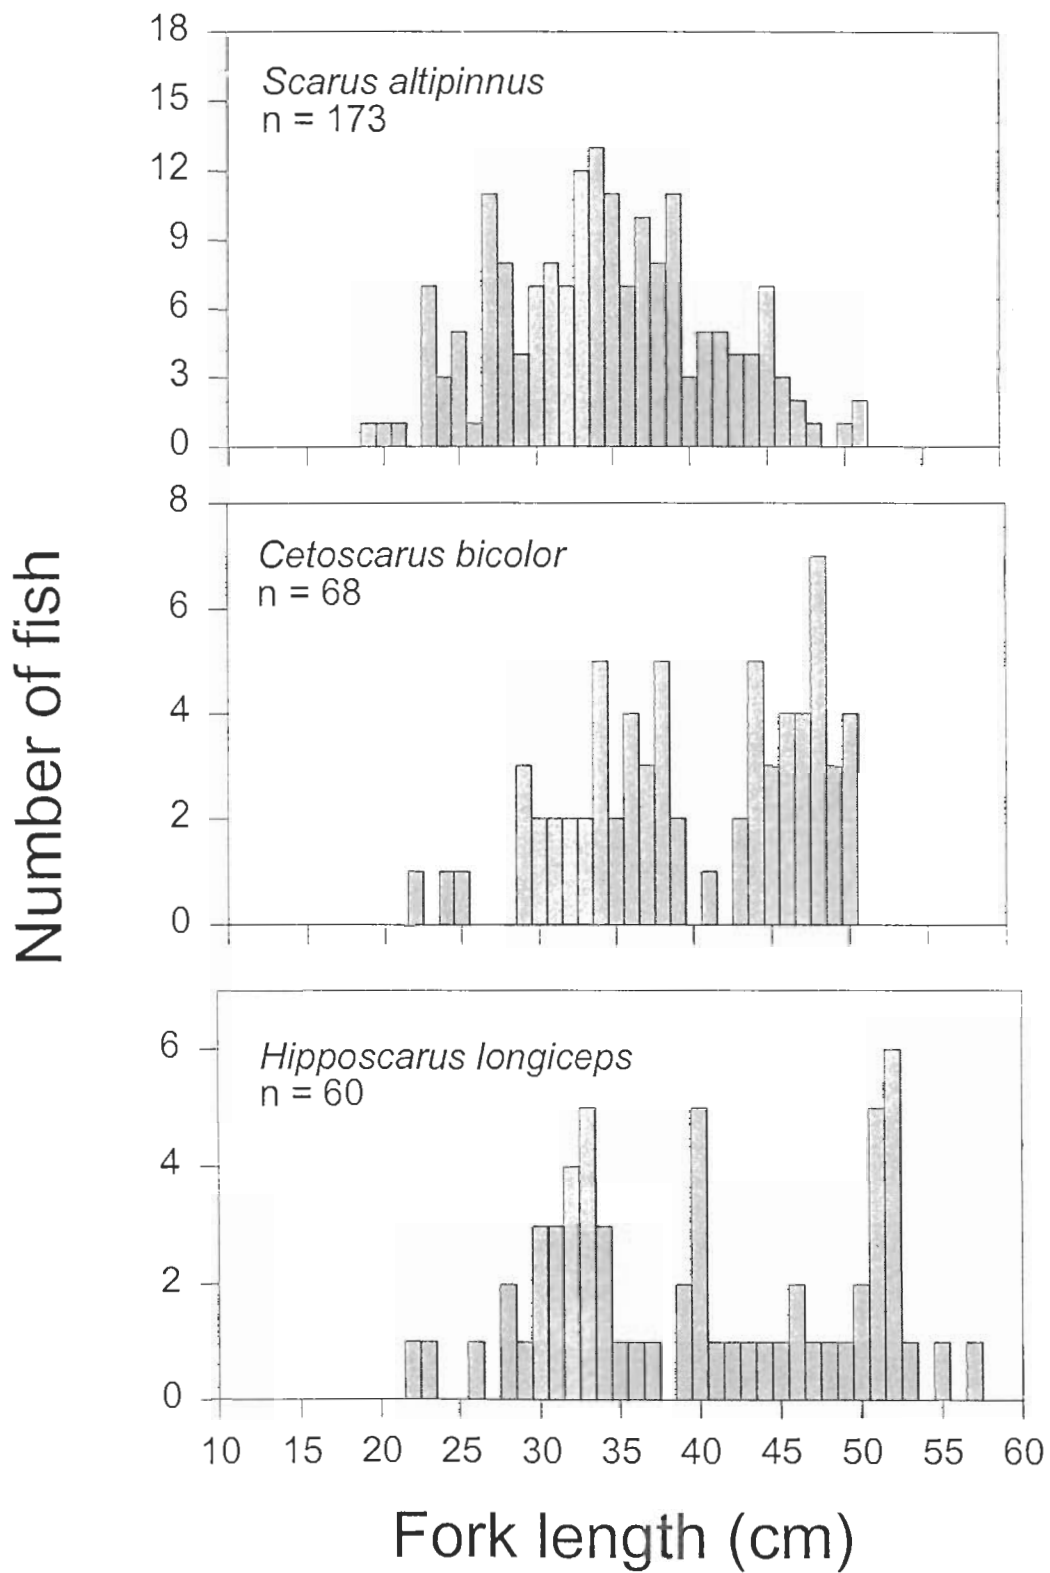 18
Scarus altipinnus
15
n = 173
12
9
6
3
0
8
Cetoscarus bicolor
n = 68
6
4
2
0
Number of fish
6
Hipposcarus longiceps
n = 60
4
2
0
10 15 20 25 30 35 40 45 50 55 60
Fork length (cm)